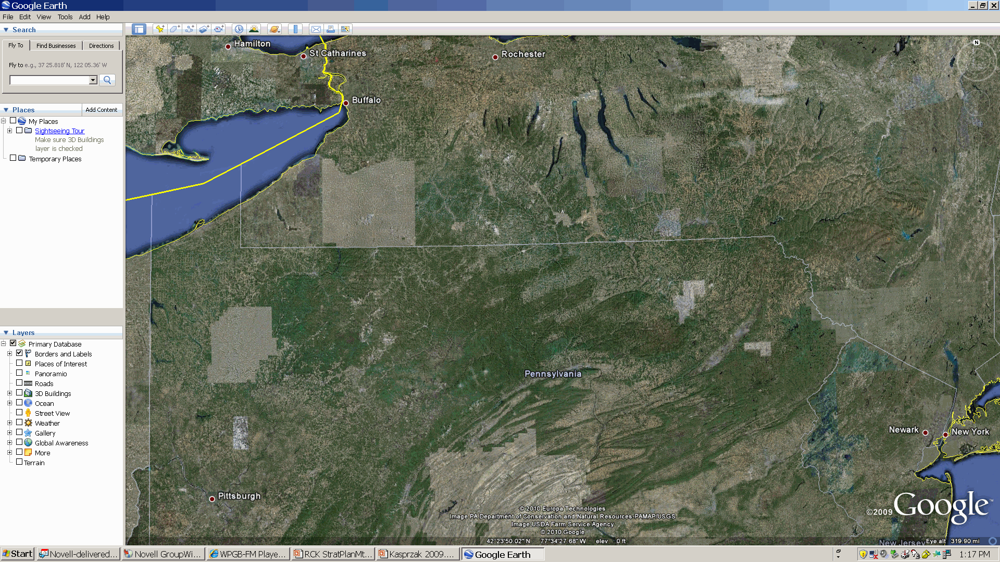 Google Earth
File Edit View Tools Add Help
Search
Fly To Find Businesses Directions
Fly to e.g., 37 25.818' N, 122 05.36' W
Places Add Content
My Places
Sightseeing Tour
Make sure 3D Buildings
layer is checked
Temporary Places
Layers
Primary Database
Borders and Labels
Places of Interest
Panoramio
Roads
3D Buildings
Ocean
Street View
Weather
Gallery
Global Awareness
More
Terrain
N
Hamilton
St Catharines
Rochester
Buffalo
Pennsylvania
Newark
New York
Pittsburgh
© 2010 Europa Technologies
Image PA Department of Conservation and Natural Resources-PAMAP/USGS
Image USDA Farm Service Agency
© 2010 Google
©2009 Google™
42°23'50.02" N 77°34'27.68" W elev 0 ft
New Jersey Eye alt 319.90 mi
Start Novell-delivered... Novell GroupWi... WPGB-FM Playe... RCK StratPlanMt... Kasprzak 2009.... Google Earth 1:17 PM